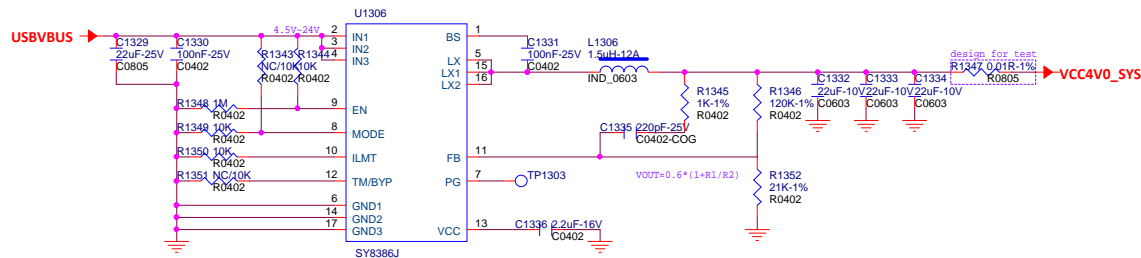 U1306
USBVBUS
4.5V~24V
C1329
22uF-25V
C0805
C1330
100nF-25V
C0402
R1343
NC/10K
R0402
R1344
10K
R0402
2
3
4
IN1
IN2
IN3
BS
1
C1331
100nF-25V
C0402
LX
LX1
LX2
5
15
16
L1306
1.5uH-12A
IND_0603
design for test
R1347 0.01R-1%
R0805
VCC4V0_SYS
R1345
1K-1%
R0402
R1346
120K-1%
R0402
C1332
22uF-10V
C0603
C1333
22uF-10V
C0603
C1334
22uF-10V
C0603
R1348 1M
R0402
9
EN
R1349 10K
R0402
8
MODE
C1335 220pF-25V
C0402-COG
R1350 10K
R0402
10
ILMT
FB
11
R1351 NC/10K
R0402
12
TM/BYP
PG
7
TP1303
VOUT=0.6*(1+R1/R2)
R1352
21K-1%
R0402
6
14
17
GND1
GND2
GND3
VCC
13
C1336 2.2uF-16V
C0402
SY8386J